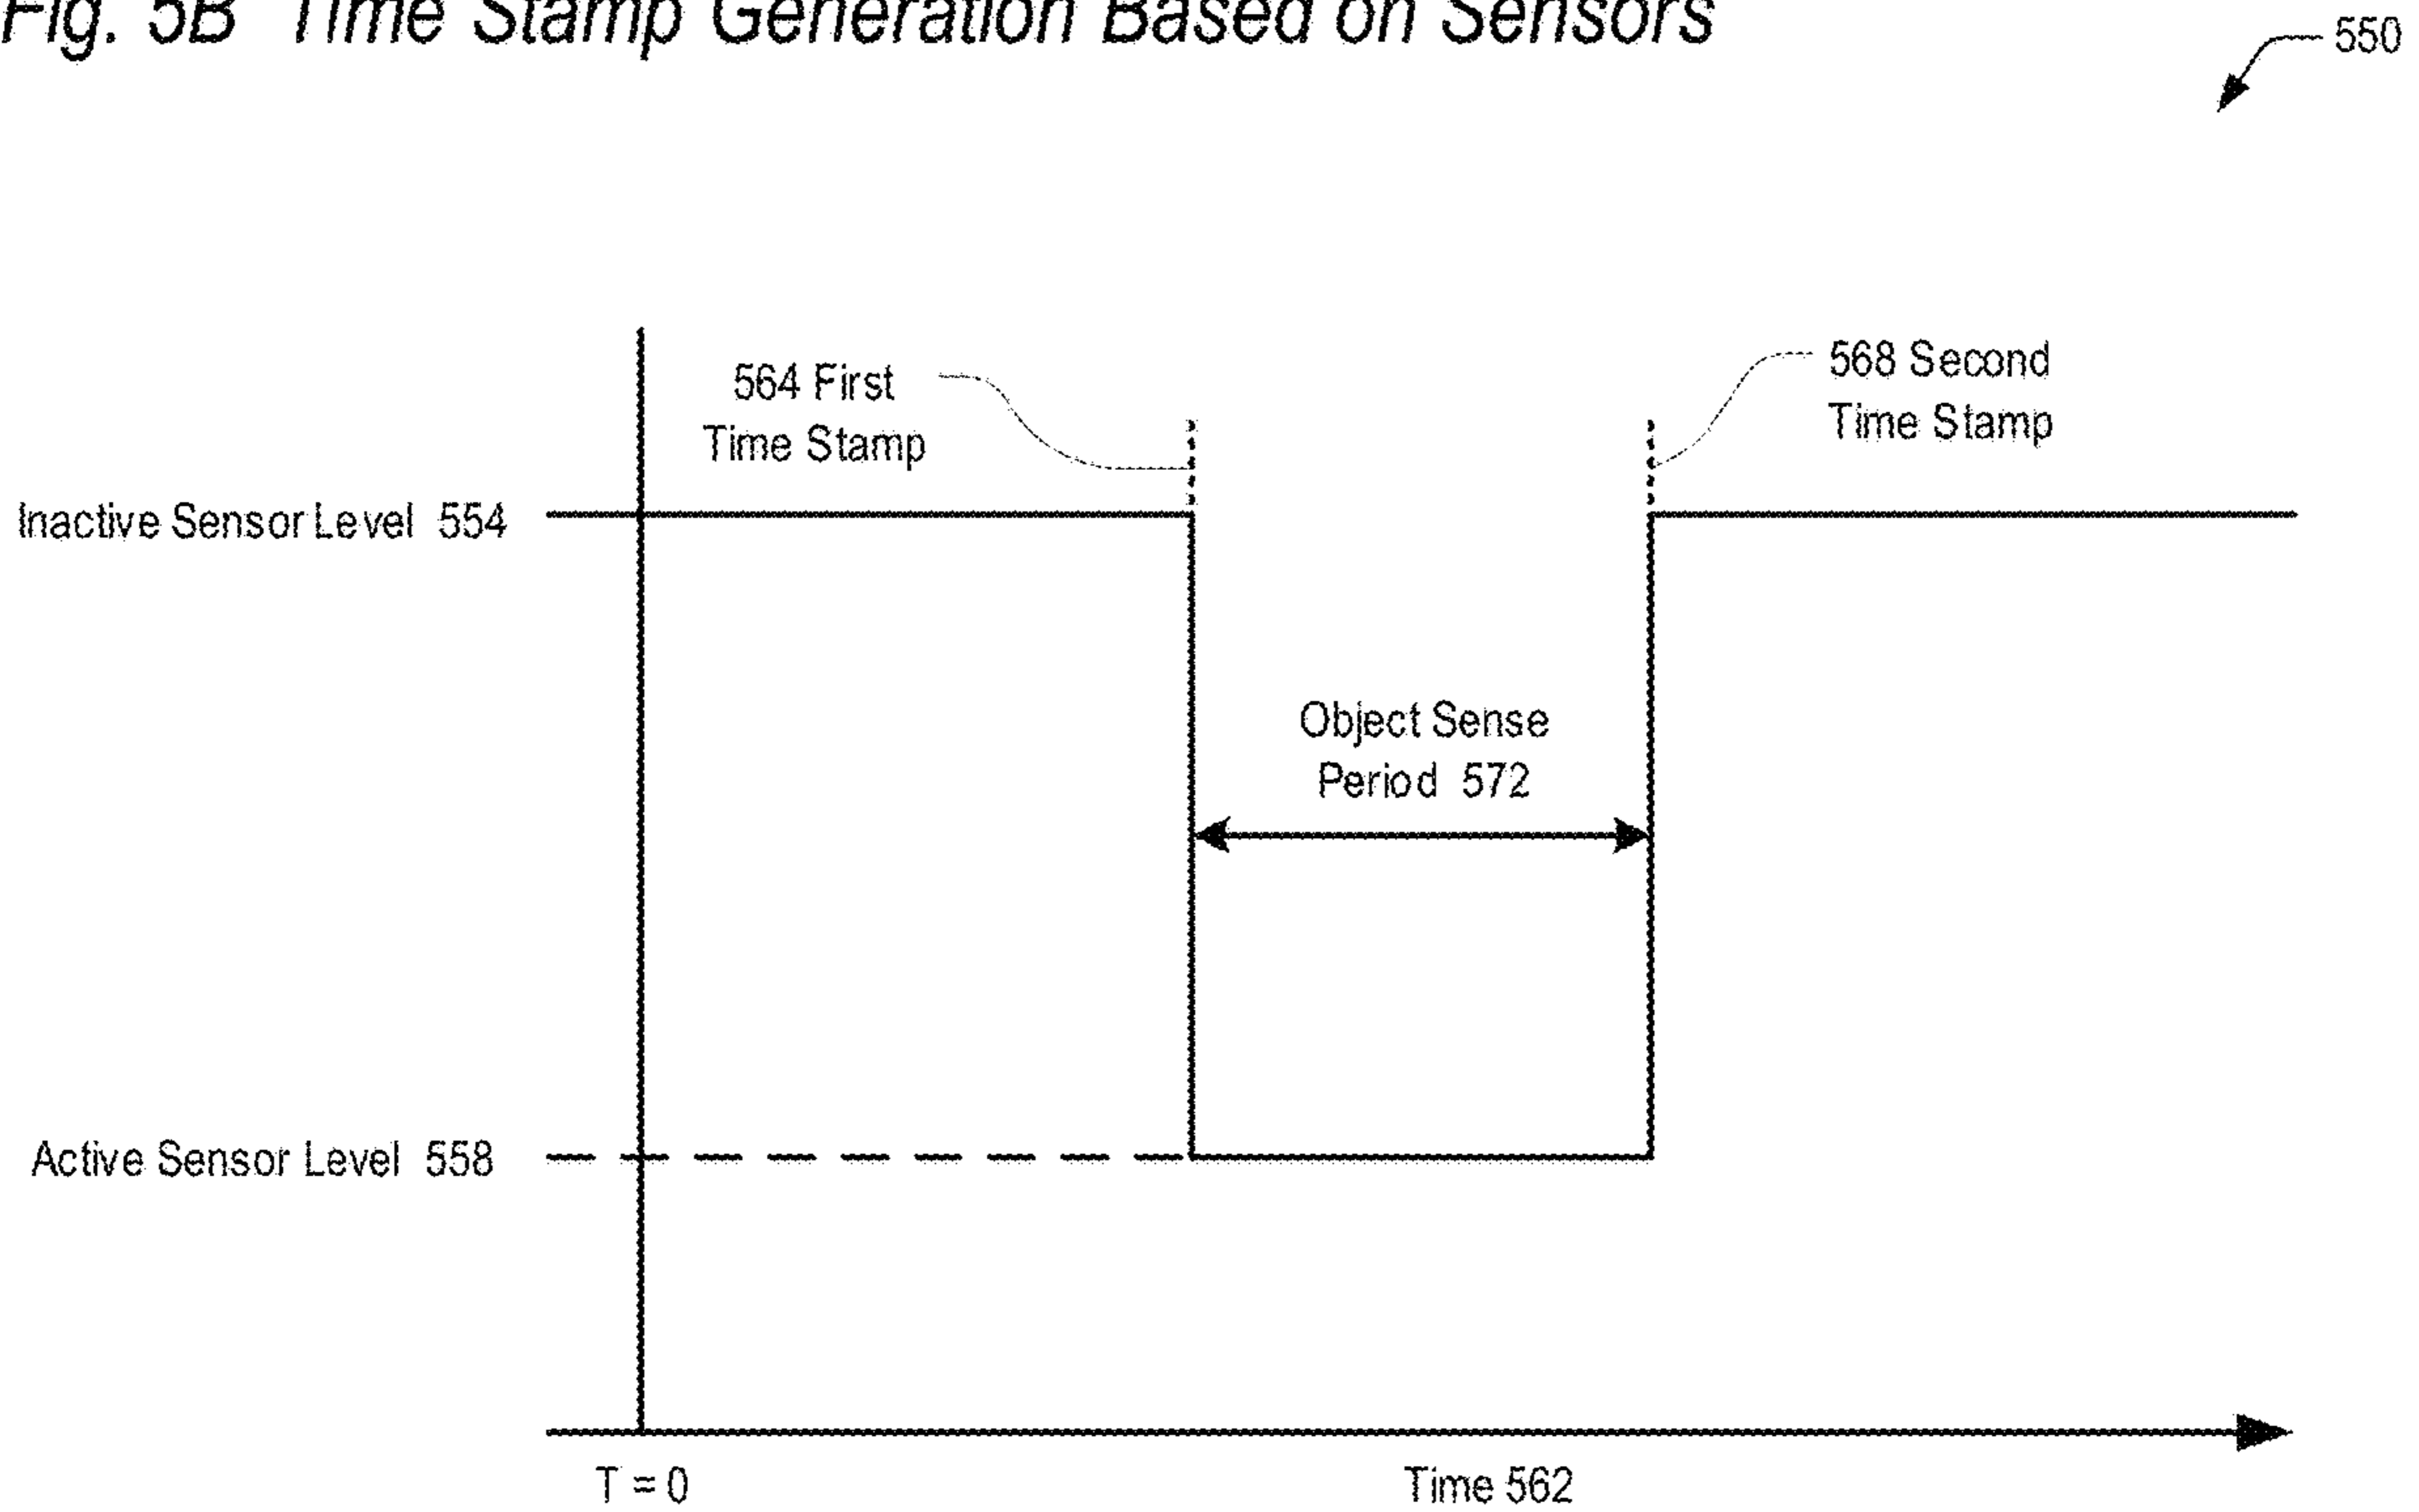 Fig. 5B Time Stamp Generation Based on Sensors
550
564 First
Time Stamp
568 Second
Time Stamp
Inactive Sensor Level 554
Object Sense
Period 572
Active Sensor Level 558
T = 0
Time 562